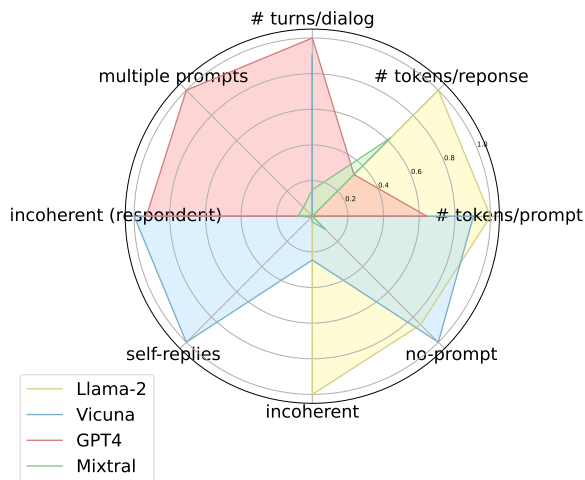 # turns/dialog
multiple prompts
# tokens/reponse
1.0
0.8
0.6
0.4
0.2
incoherent (respondent)
# tokens/prompt
self-replies
no-prompt
incoherent
Llama-2
Vicuna
GPT4
Mixtral